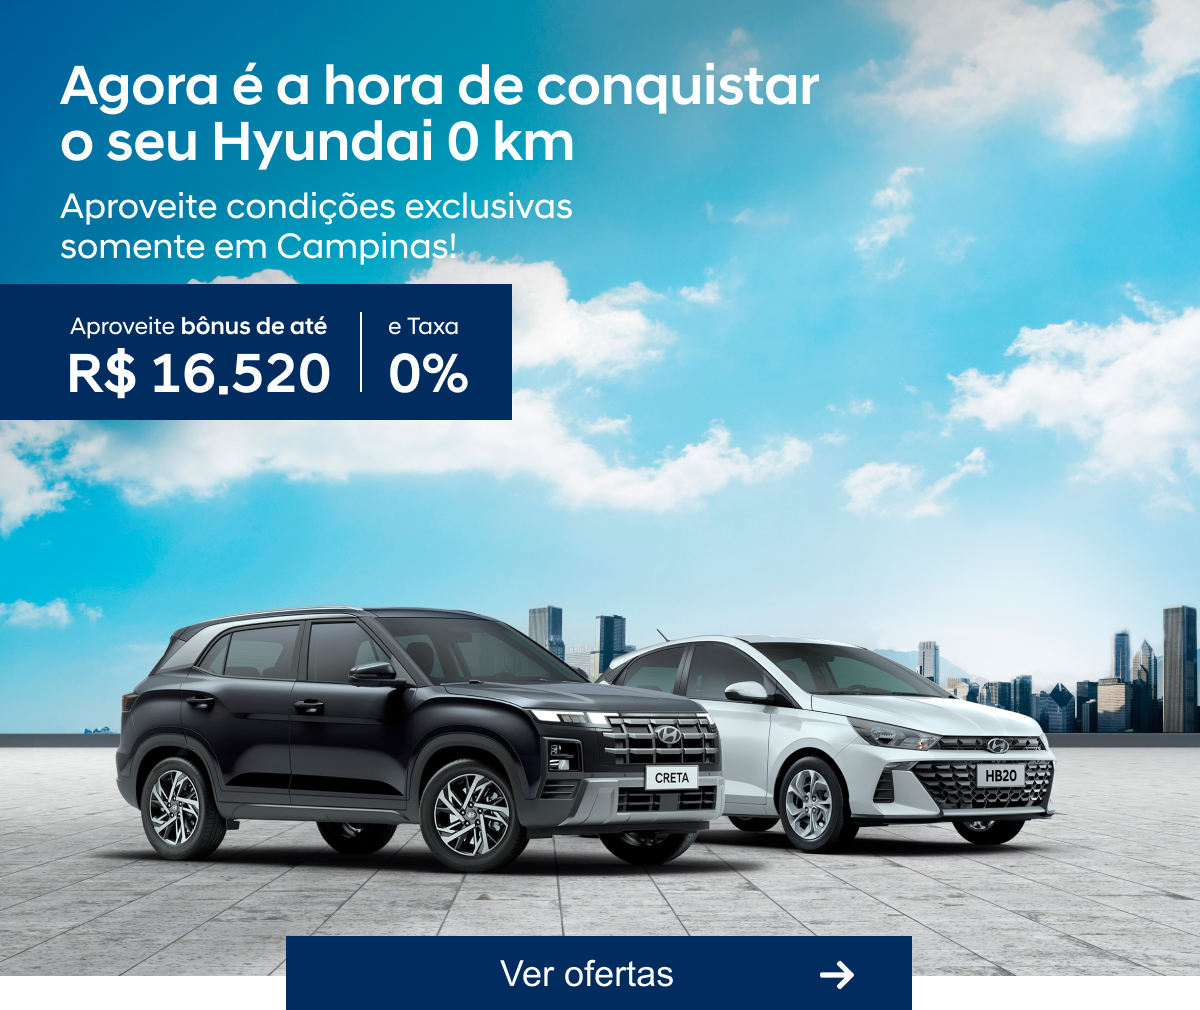 Agora é a hora de conquistar
o seu Hyundai 0 km
Aproveite condições exclusivas
somente em Campinas!
Aproveite bônus de até
R$ 16.520
e Taxa
0%
CRETA
HB20
Ver ofertas